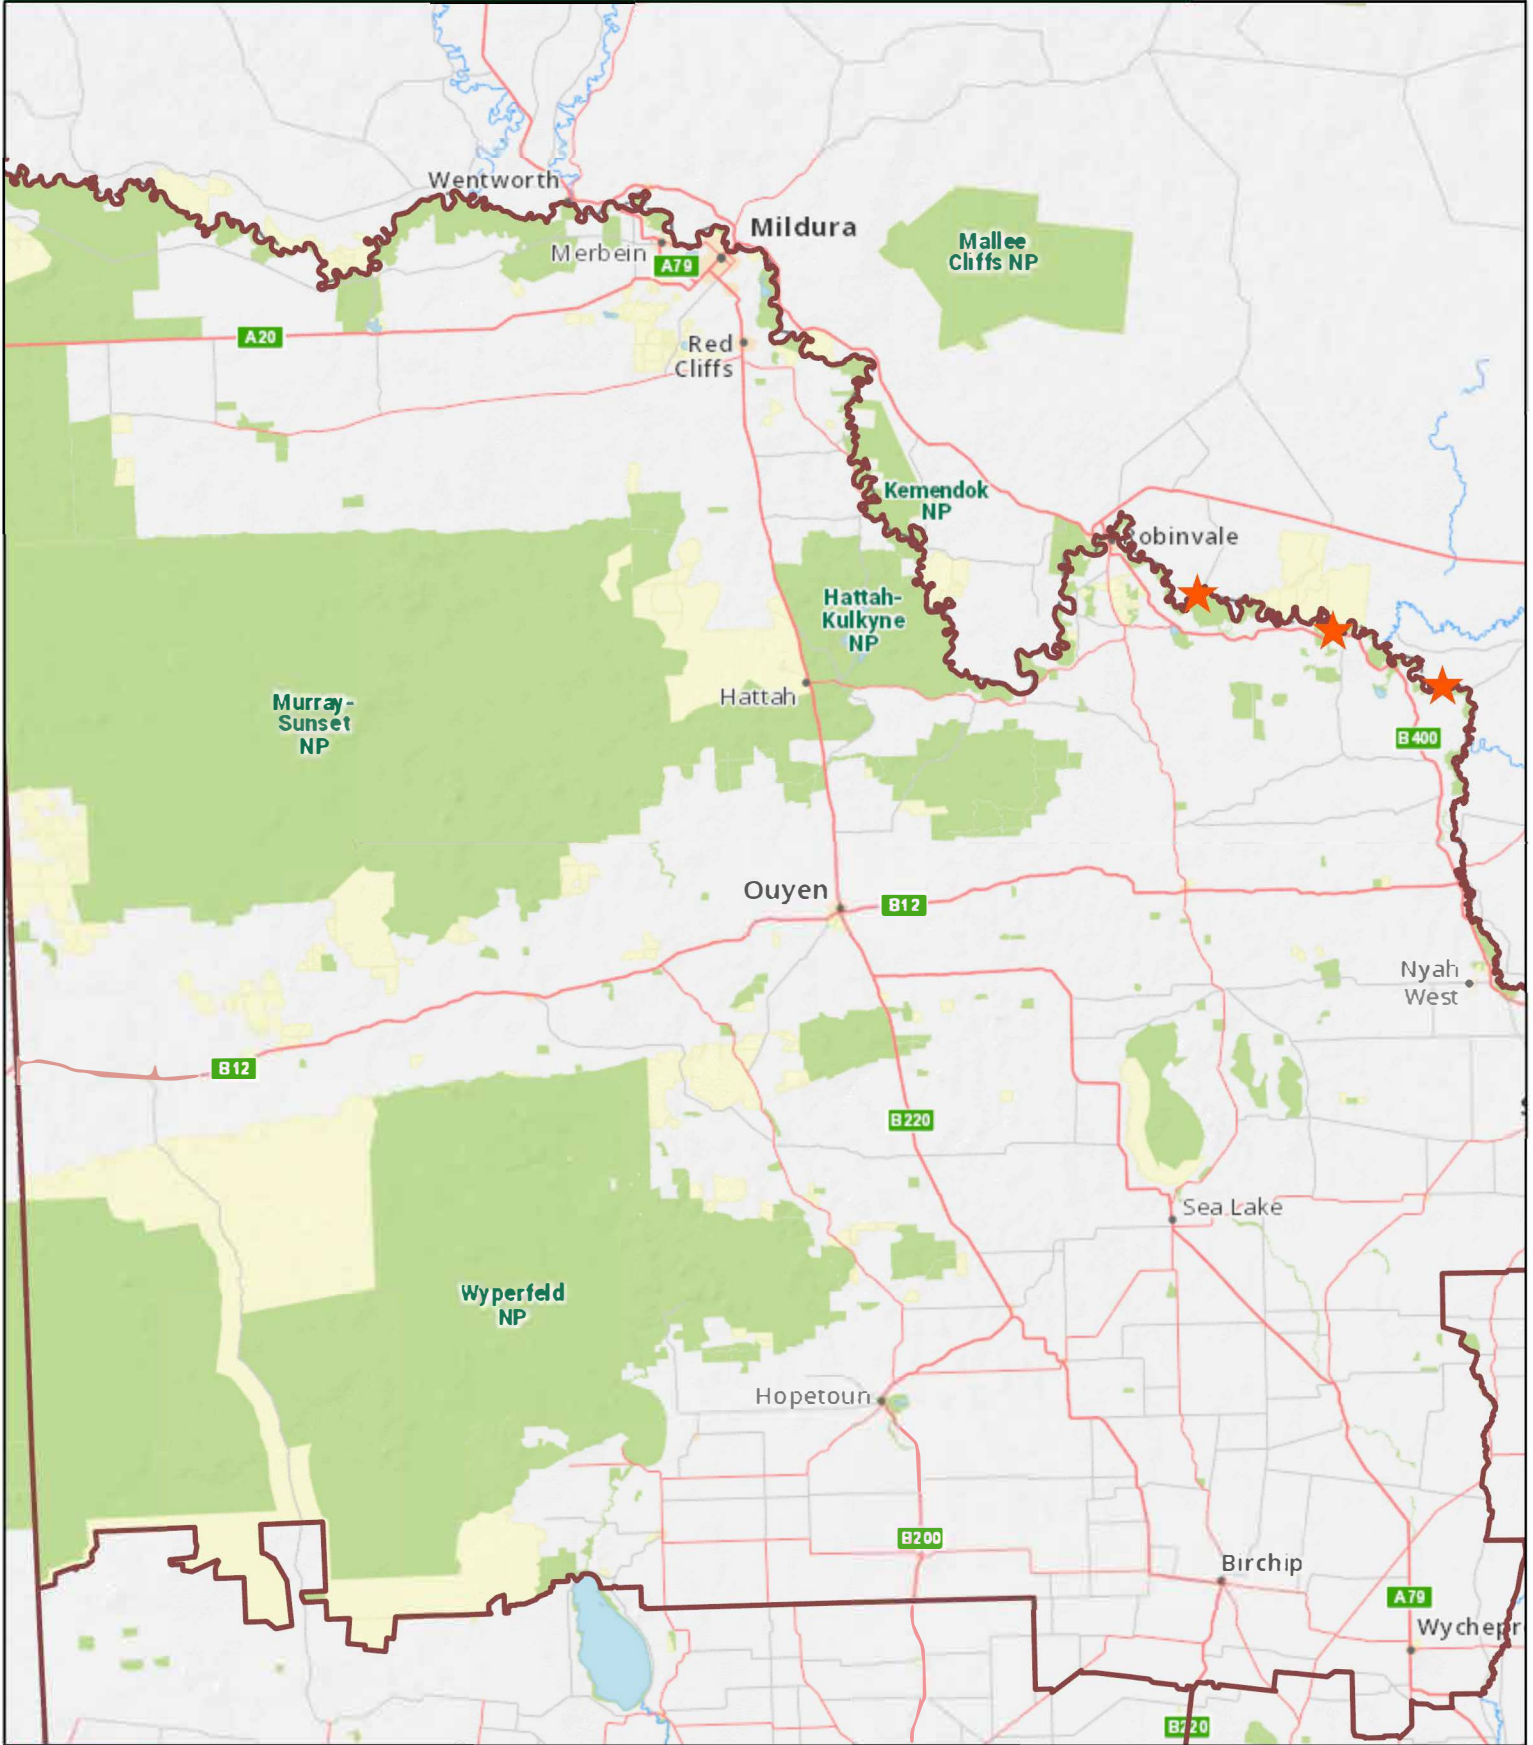 Wentworth
Mildura
Merbein
A79
Mallee
Cliffs NP
A20
Red
Cliffs
Kemendok
NP
obinvale
Hattah-
Kulkyne
NP
Hattah
Murray-
Sunset
NP
B400
Ouyen
B12
Nyah
West
B12
B220
Sea Lake
Wyperfeld
NP
Hopetoun
B200
Birchip
A79
Wychepr
B220